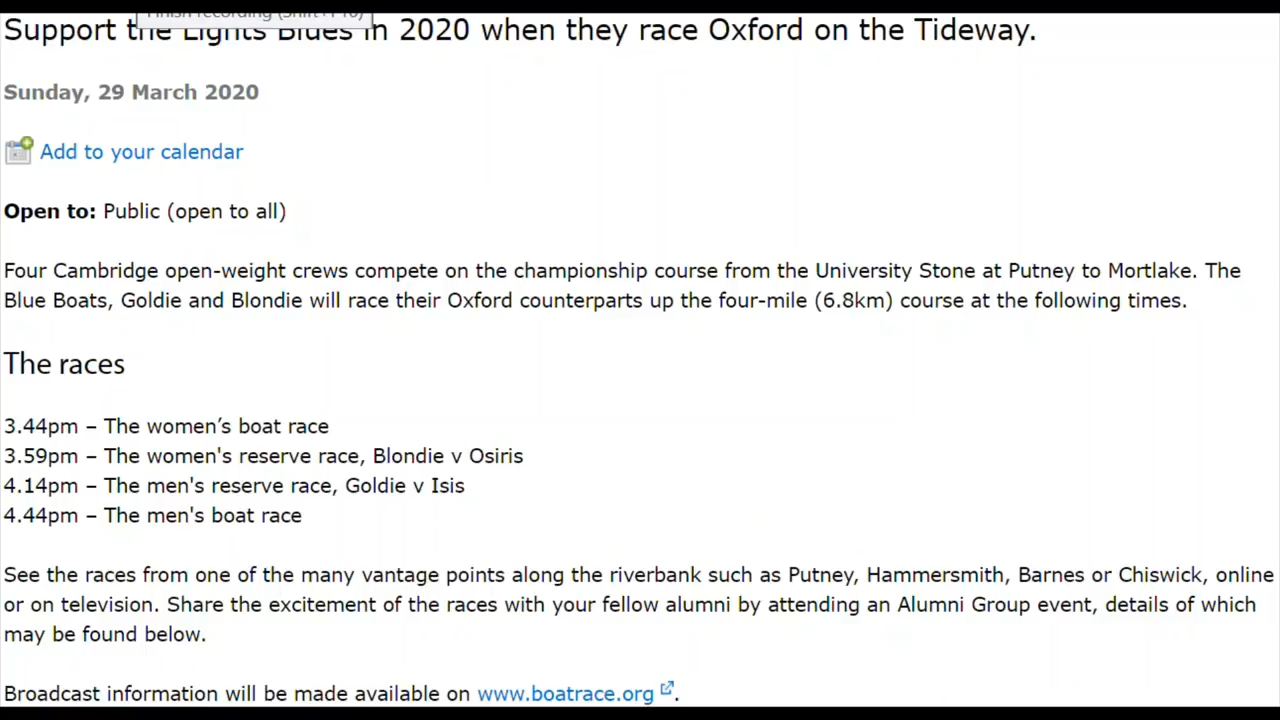 Finish recording (Shift+F10)
Support the Lights Blues in 2020 when they race Oxford on the Tideway.
Sunday, 29 March 2020
Add to your calendar
Open to: Public (open to all)
Four Cambridge open-weight crews compete on the championship course from the University Stone at Putney to Mortlake. The
Blue Boats, Goldie and Blondie will race their Oxford counterparts up the four-mile (6.8km) course at the following times.
The races
3.44pm – The women’s boat race
3.59pm – The women's reserve race, Blondie v Osiris
4.14pm – The men's reserve race, Goldie v Isis
4.44pm – The men's boat race
See the races from one of the many vantage points along the riverbank such as Putney, Hammersmith, Barnes or Chiswick, online
or on television. Share the excitement of the races with your fellow alumni by attending an Alumni Group event, details of which
may be found below.
Broadcast information will be made available on www.boatrace.org.